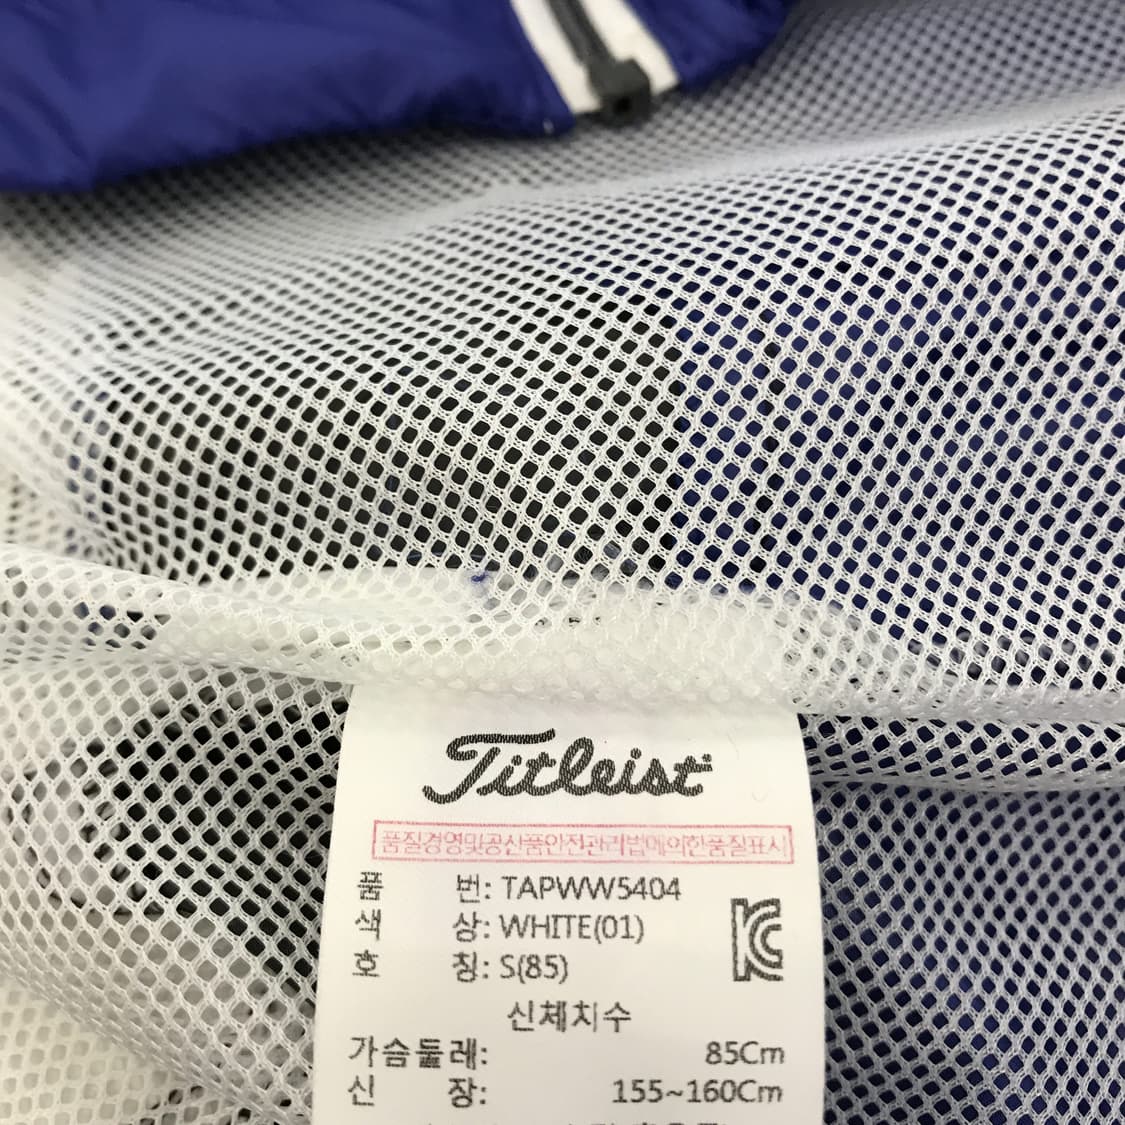 Titleist
품질경영및공산품안전관리법에의한품질표시
품 번: TAPWW5404
색 상: WHITE(01)
호 칭: S(85)
신체치수
가슴둘레: 85Cm
신 장: 155~160Cm